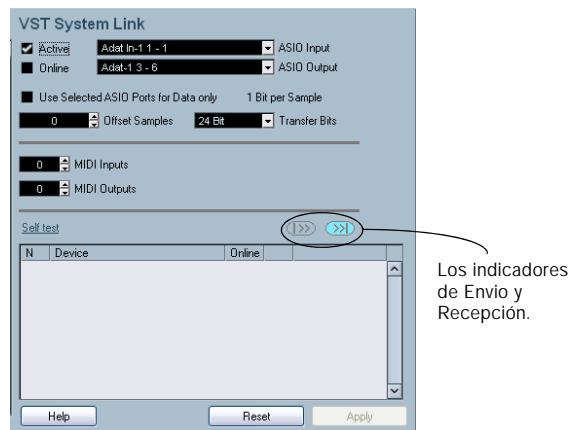 VST System Link
Active Adat In-1 1 - 1 ASIO Input
Online Adat-1 3 - 6 ASIO Output
Use Selected ASIO Ports for Data only 1 Bit per Sample
0 Offset Samples 24 Bit Transfer Bits
0 MIDI Inputs
0 MIDI Outputs
Self test
N Device Online
Los indicadores
de Envio y
Recepción.
Help Reset Apply